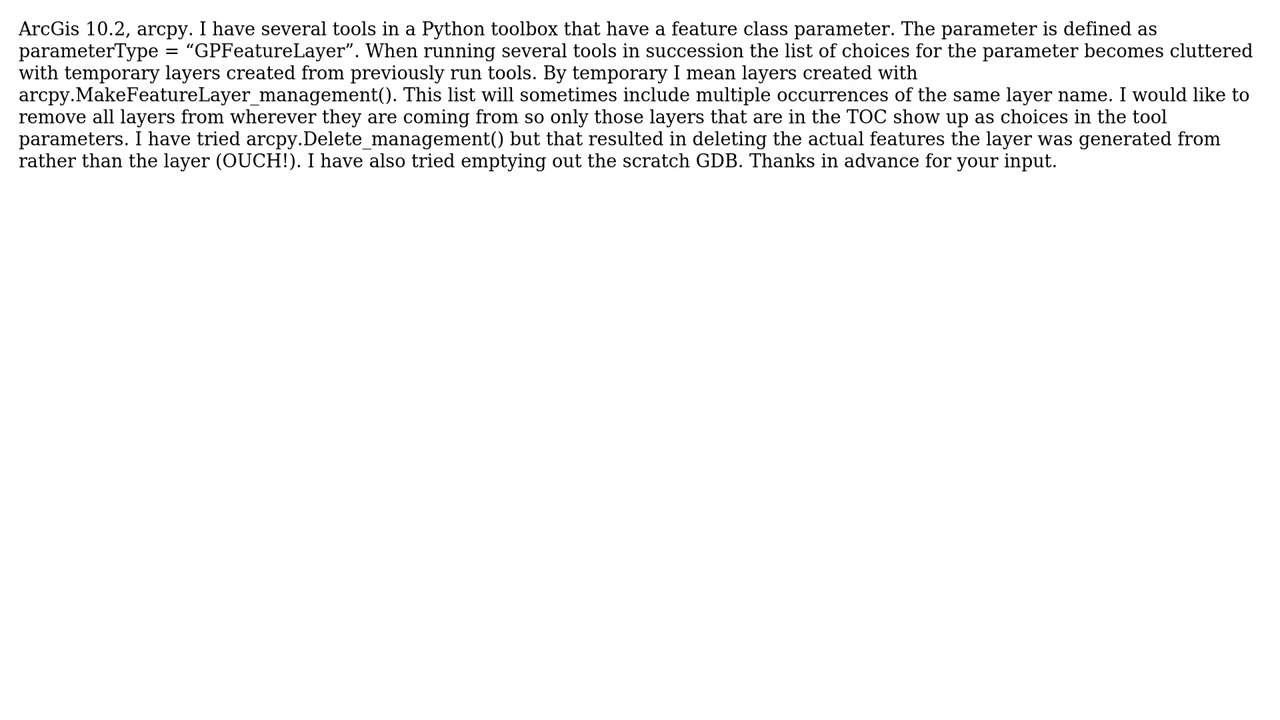 ArcGis 10.2, arcpy. I have several tools in a Python toolbox that have a feature class parameter. The parameter is defined as
parameterType = “GPFeatureLayer”. When running several tools in succession the list of choices for the parameter becomes cluttered
with temporary layers created from previously run tools. By temporary I mean layers created with
arcpy.MakeFeatureLayer_management(). This list will sometimes include multiple occurrences of the same layer name. I would like to
remove all layers from wherever they are coming from so only those layers that are in the TOC show up as choices in the tool
parameters. I have tried arcpy.Delete_management() but that resulted in deleting the actual features the layer was generated from
rather than the layer (OUCH!). I have also tried emptying out the scratch GDB. Thanks in advance for your input.